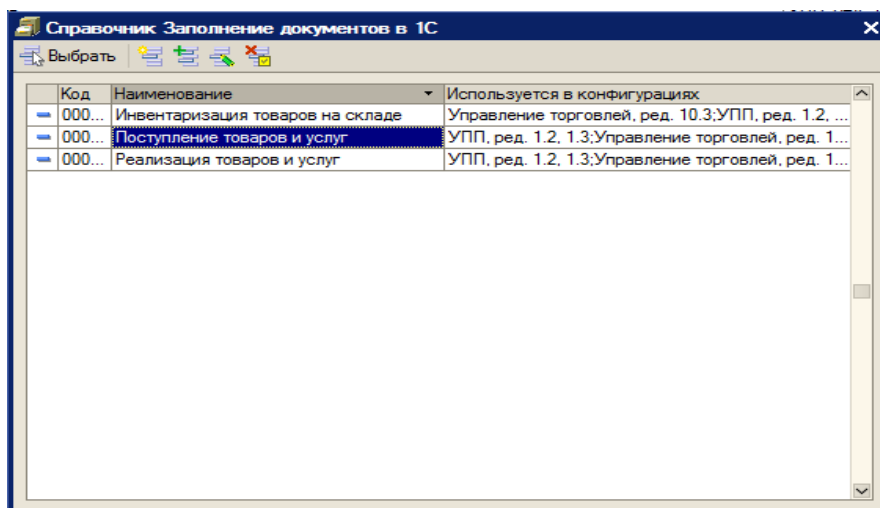 Справочник Заполнение документов в 1С
Выбрать
Код Наименование Используется в конфигурациях
000... Инвентаризация товаров на складе Управление торговлей, ред. 10.3;УПП, ред. 1.2, ...
000... Поступление товаров и услуг УПП, ред. 1.2, 1.3;Управление торговлей, ред. 1...
000... Реализация товаров и услуг УПП, ред. 1.2, 1.3;Управление торговлей, ред. 1...